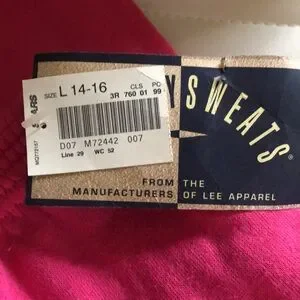 SIZE L 14-16
CLS PC
3R 760 01 99
D07 M72442 007
Line 29 WC 52
SWEATS
FROM THE
MANUFACTURERS OF LEE APPAREL